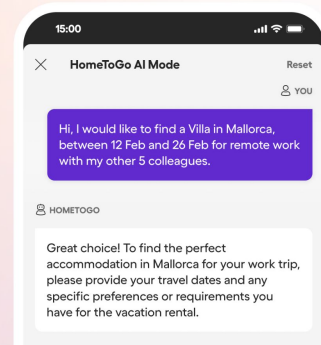 15:00
HomeToGo AI Mode
Reset
YOU
Hi, I would like to find a Villa in Mallorca,
between 12 Feb and 26 Feb for remote work
with my other 5 colleagues.
HOMETOGO
Great choice! To find the perfect
accommodation in Mallorca for your work trip,
please provide your travel dates and any
specific preferences or requirements you
have for the vacation rental.